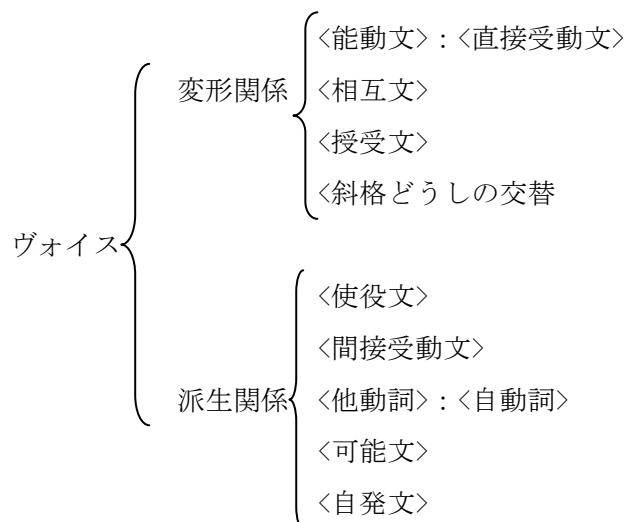 <能動文>:<直接受動文>
変形関係
<相互文>
<授受文>
<斜格どうしの交替
ヴォイス
<使役文>
<間接受動文>
派生関係
<他動詞>:<自動詞>
<可能文>
<自発文>